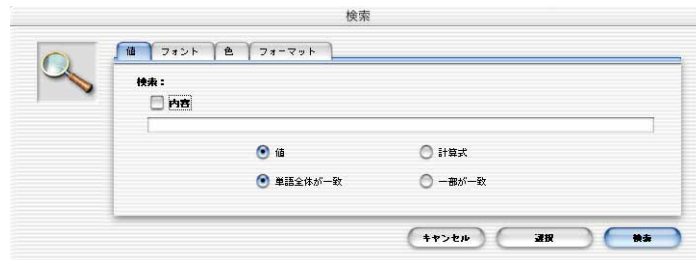 検索
値 フォント 色 フォーマット
検索：
内容
値 計算式
単語全体が一致 一部が一致
キャンセル 選択 検索